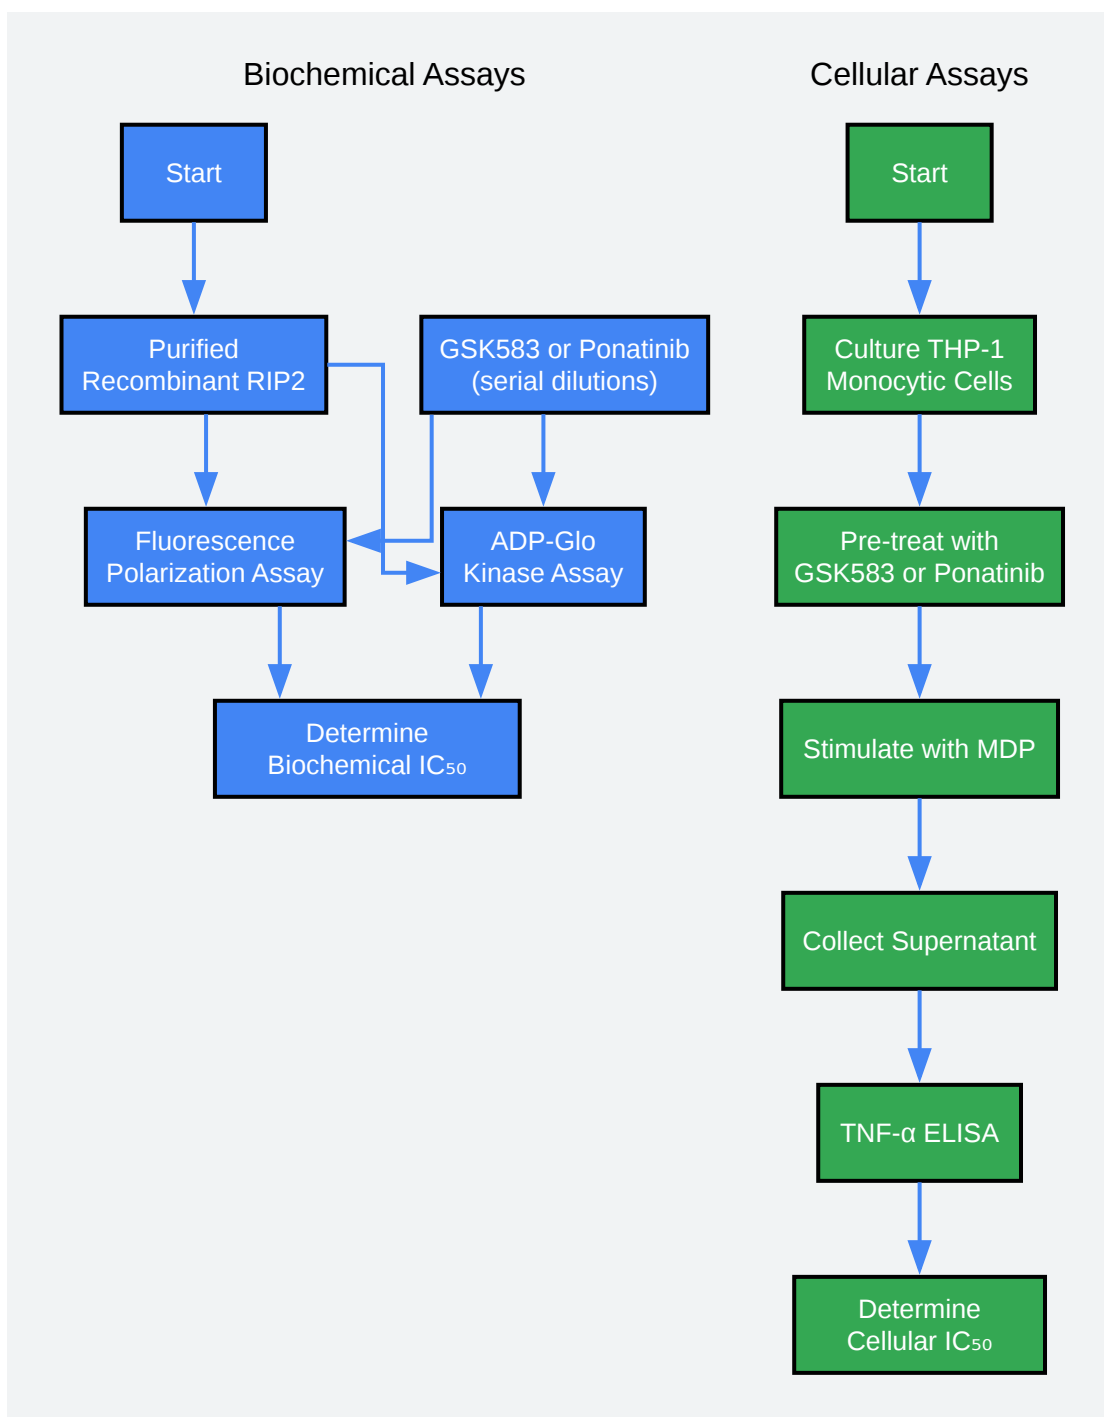 Biochemical Assays
Start
Purified
Recombinant RIP2
GSK583 or Ponatinib
(serial dilutions)
Fluorescence
Polarization Assay
ADP-Glo
Kinase Assay
Determine
Biochemical IC₅₀
Cellular Assays
Start
Culture THP-1
Monocytic Cells
Pre-treat with
GSK583 or Ponatinib
Stimulate with MDP
Collect Supernatant
TNF-α ELISA
Determine
Cellular IC₅₀